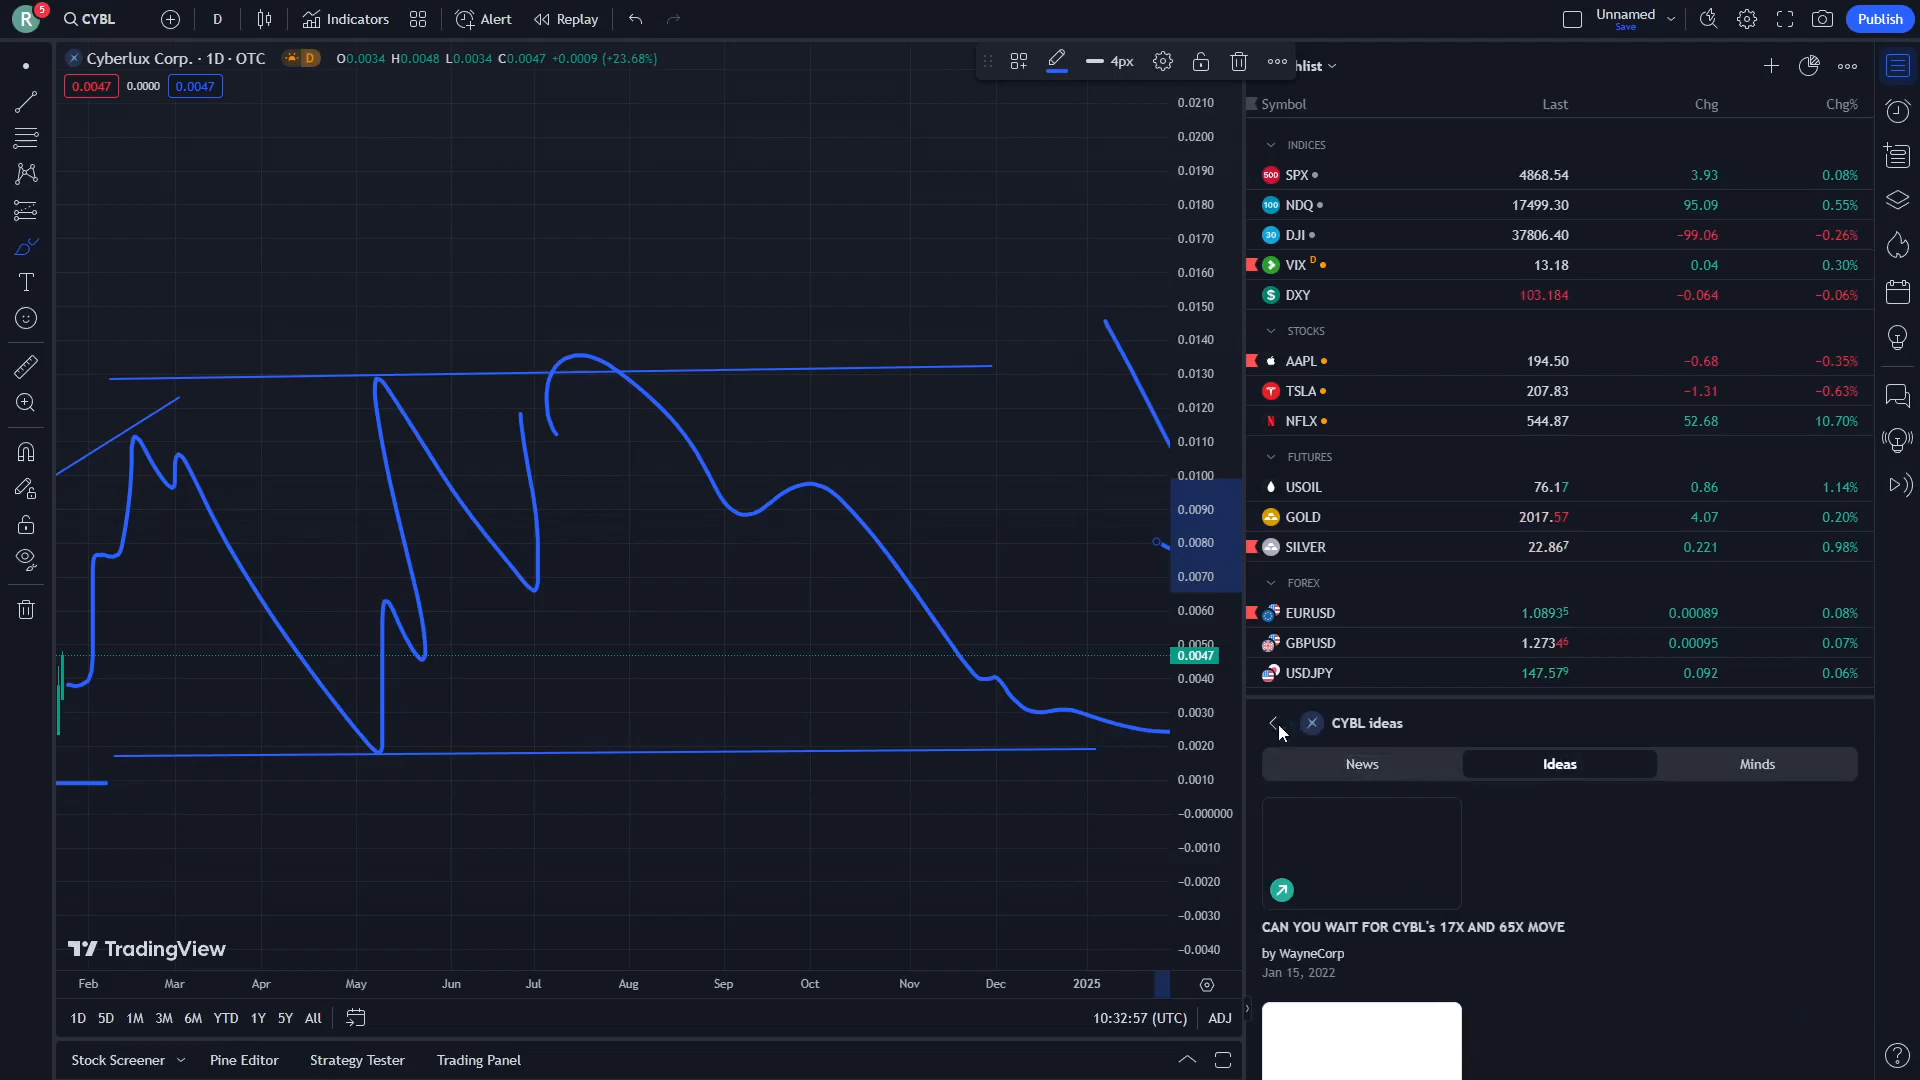 R 5 CYBL D Indicators Alert Replay Unnamed Save Publish
Cyberlux Corp. · 1D · OTC D O0.0034 H0.0048 L0.0034 C0.0047 +0.0009 (+23.68%)
0.0047 0.0000 0.0047
4px
hlist
Symbol Last Chg Chg%
INDICES
500 SPX 4868.54 3.93 0.08%
100 NDQ 17499.30 95.09 0.55%
30 DJI 37806.40 −99.06 −0.26%
VIX D 13.18 0.04 0.30%
$ DXY 103.184 −0.064 −0.06%
STOCKS
AAPL 194.50 −0.68 −0.35%
T TSLA 207.83 −1.31 −0.63%
N NFLX 544.87 52.68 10.70%
FUTURES
USOIL 76.17 0.86 1.14%
GOLD 2017.57 4.07 0.20%
SILVER 22.867 0.221 0.98%
FOREX
EURUSD 1.08935 0.00089 0.08%
GBPUSD 1.27346 0.00095 0.07%
USDJPY 147.579 0.092 0.06%
0.0210
0.0200
0.0190
0.0180
0.0170
0.0160
0.0150
0.0140
0.0130
0.0120
0.0110
0.0100
0.0090
0.0080
0.0070
0.0060
0.0050
0.0047
0.0040
0.0030
0.0020
0.0010
−0.000000
−0.0010
−0.0020
−0.0030
−0.0040
TradingView
Feb Mar Apr May Jun Jul Aug Sep Oct Nov Dec 2025
1D 5D 1M 3M 6M YTD 1Y 5Y All 10:32:57 (UTC) ADJ
Stock Screener Pine Editor Strategy Tester Trading Panel
CYBL ideas
News Ideas Minds
CAN YOU WAIT FOR CYBL's 17X AND 65X MOVE
by WayneCorp
Jan 15, 2022